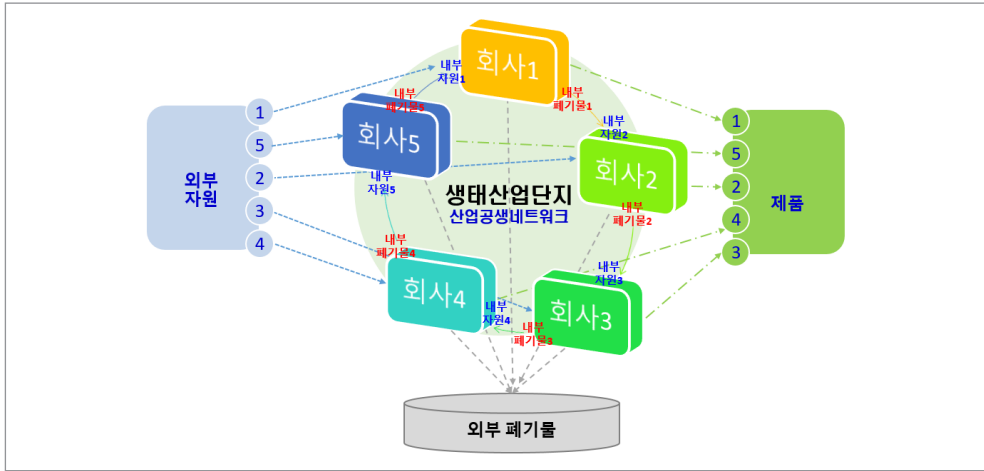 회사1
내부
자원1
내부
폐기물5
내부
폐기물1
1
5
2
3
4
외부
자원
회사5
내부
자원2
회사2
1
5
2
4
3
제품
내부
자원5
생태산업단지
산업공생네트워크
내부
폐기물2
내부
폐기물4
회사4
내부
자원4
내부
자원3
회사3
내부
폐기물3
외부 폐기물